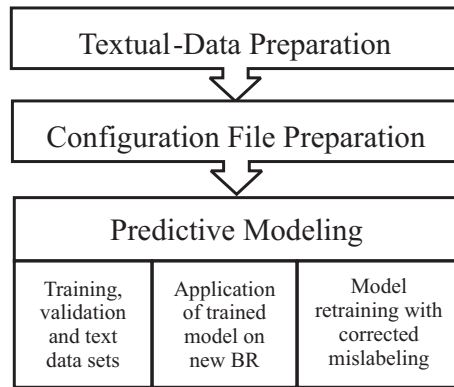 Textual-Data Preparation
Configuration File Preparation
Predictive Modeling
Training,
validation
and text
data sets
Application
of trained
model on
new BR
Model
retraining with
corrected
mislabeling